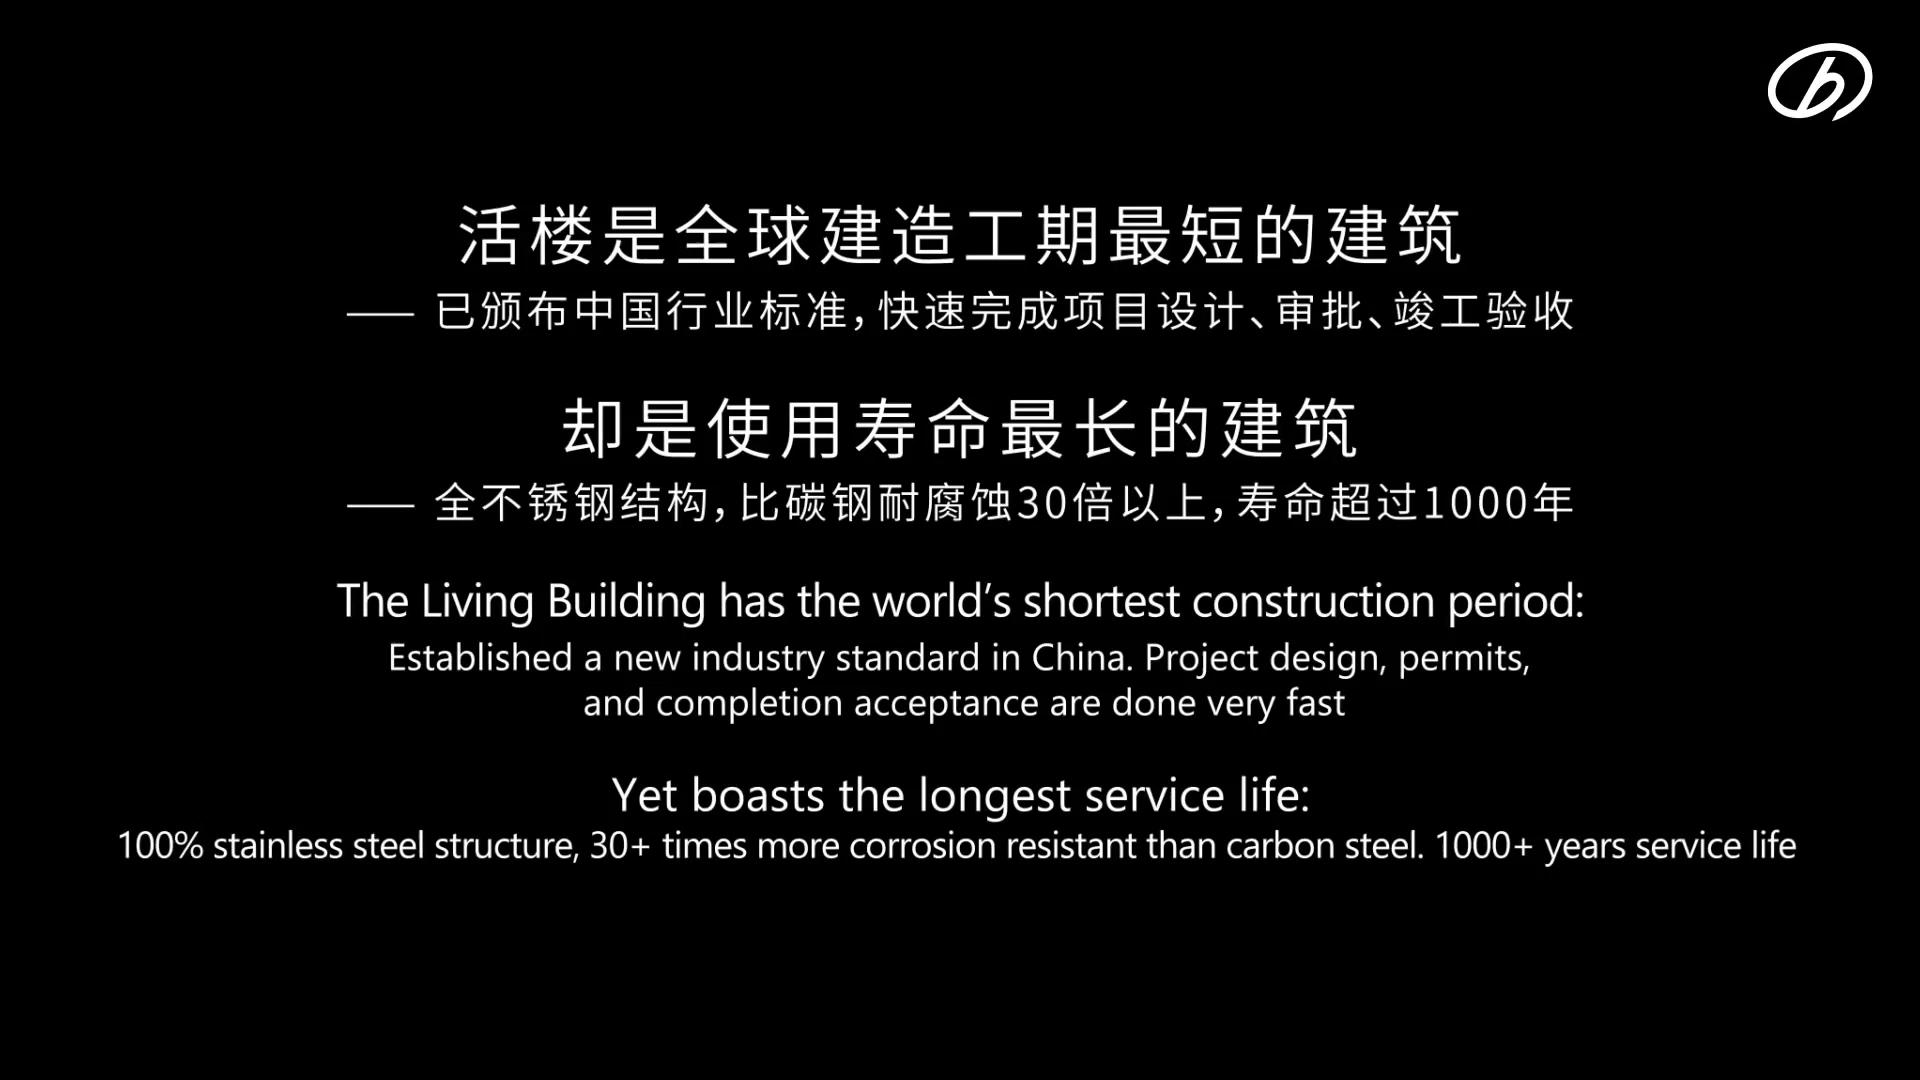 活楼是全球建造工期最短的建筑
—— 已颁布中国行业标准，快速完成项目设计、审批、竣工验收
却是使用寿命最长的建筑
—— 全不锈钢结构，比碳钢耐腐蚀30倍以上，寿命超过1000年
The Living Building has the world’s shortest construction period:
Established a new industry standard in China. Project design, permits,
and completion acceptance are done very fast
Yet boasts the longest service life:
100% stainless steel structure, 30+ times more corrosion resistant than carbon steel. 1000+ years service life